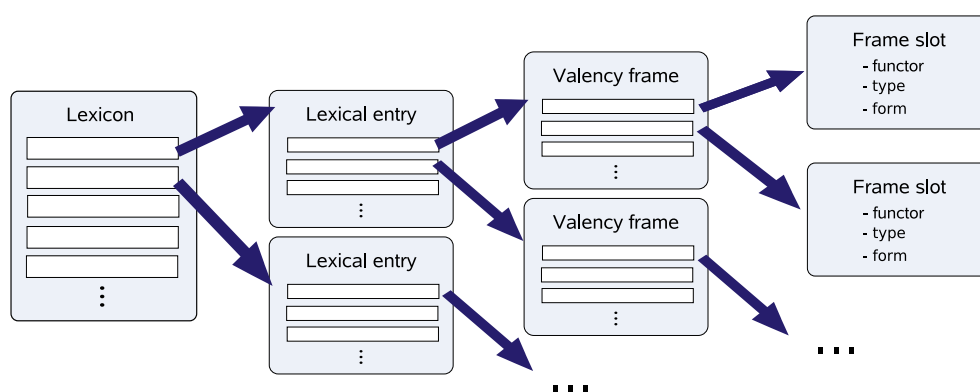 Lexicon
Lexical entry
Lexical entry
Valency frame
Valency frame
Frame slot
- functor
- type
- form
Frame slot
- functor
- type
- form